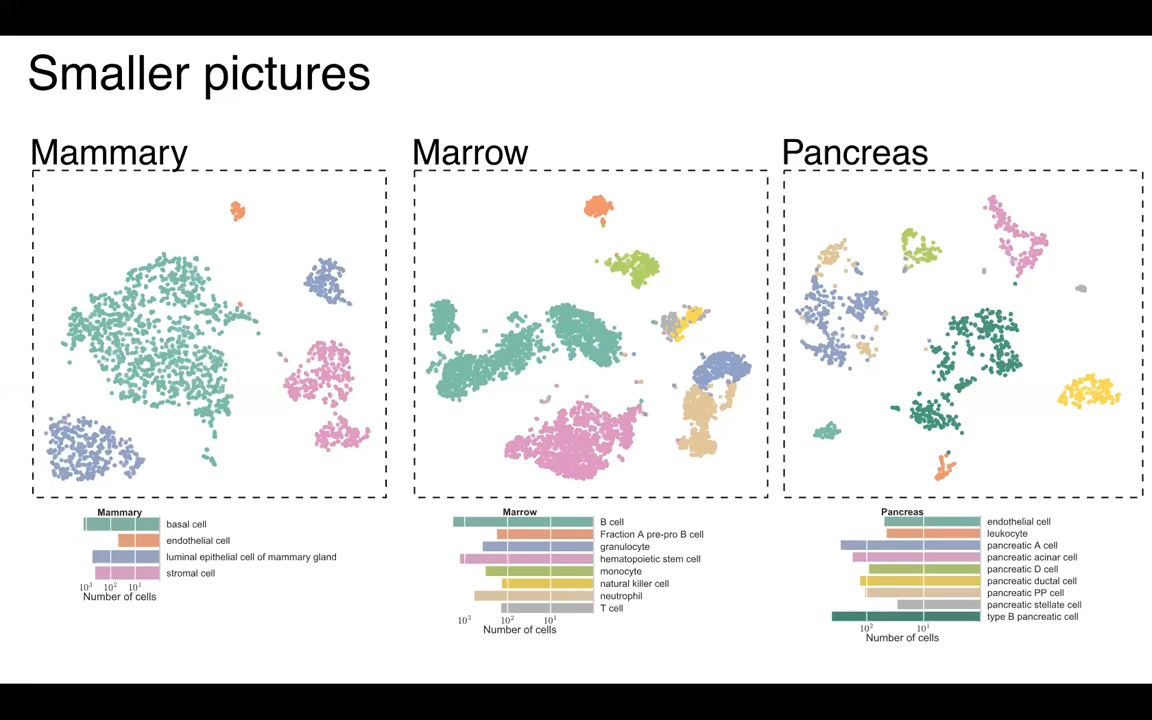 Smaller pictures
Mammary
Marrow
Pancreas
Mammary
basal cell
endothelial cell
luminal epithelial cell of mammary gland
stromal cell
10³ 10² 10¹
Number of cells
Marrow
B cell
Fraction A pre-pro B cell
granulocyte
hematopoietic stem cell
monocyte
natural killer cell
neutrophil
T cell
10³ 10² 10¹
Number of cells
Pancreas
endothelial cell
leukocyte
pancreatic A cell
pancreatic acinar cell
pancreatic D cell
pancreatic ductal cell
pancreatic PP cell
pancreatic stellate cell
type B pancreatic cell
10² 10¹
Number of cells